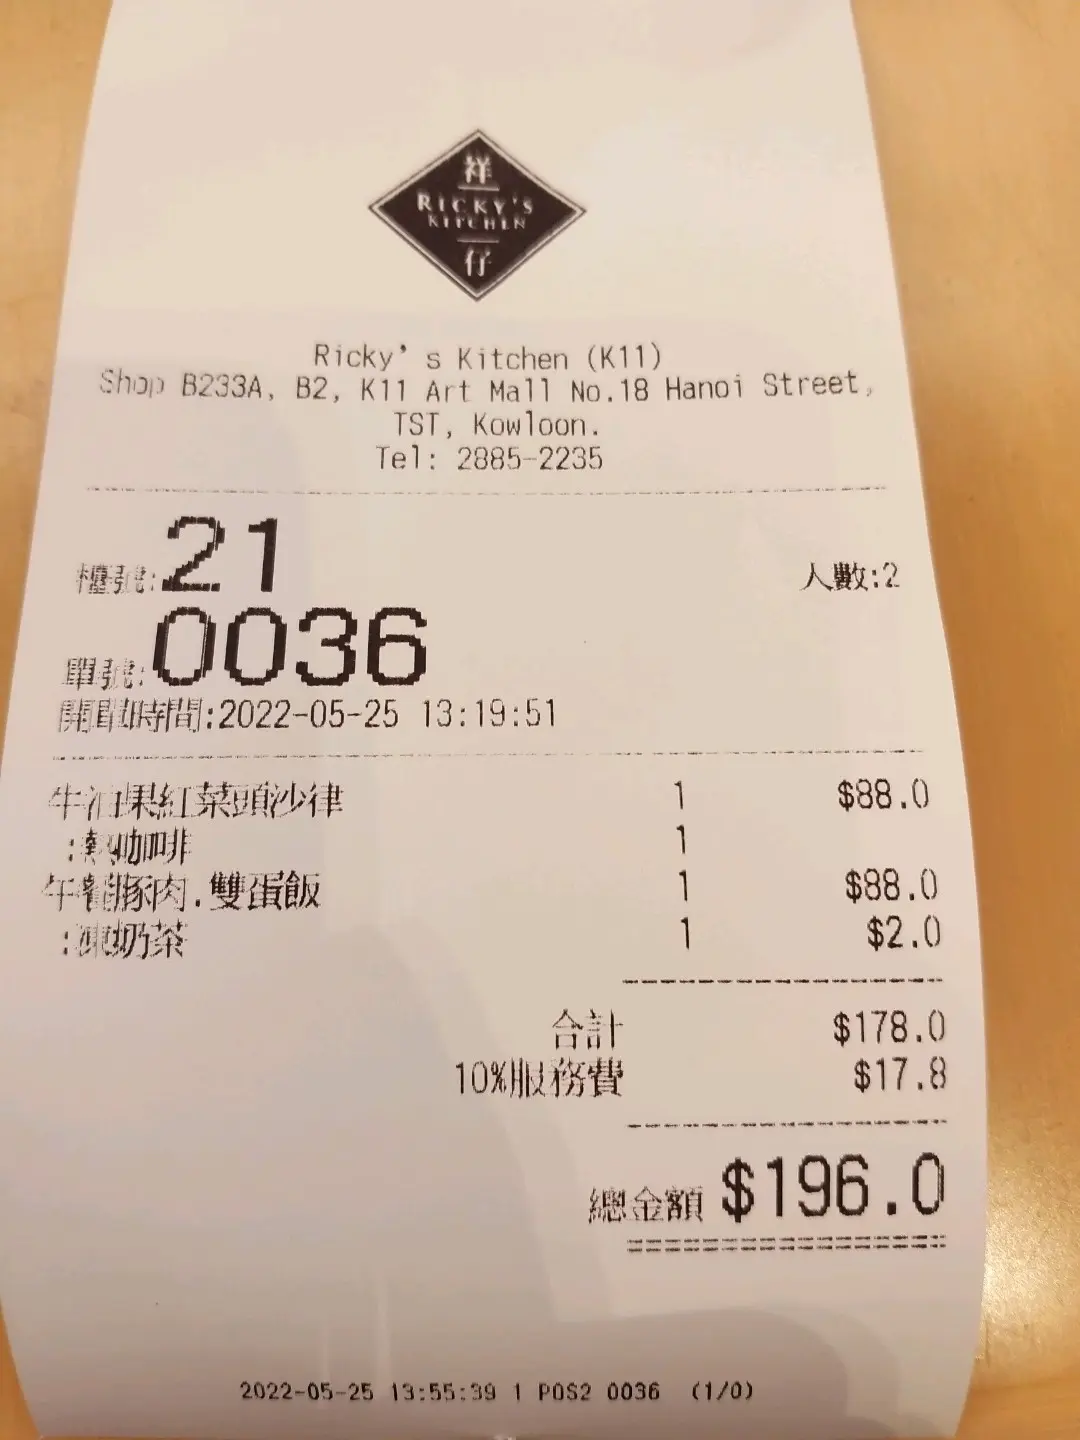 祥
RICKY'S
KITCHEN
仔
Ricky's Kitchen (K11)
Shop B233A, B2, K11 Art Mall No.18 Hanoi Street,
TST, Kowloon.
Tel: 2885-2235
檯號:21 人數:2
單號:0036
開單時間:2022-05-25 13:19:51
牛油果紅菜頭沙律 1 $88.0
:熱咖啡 1
午餐豚肉.雙蛋飯 1 $88.0
:凍奶茶 1 $2.0
合計 $178.0
10%服務費 $17.8
總金額 $196.0
2022-05-25 13:55:39 1 POS2 0036 (1/0)